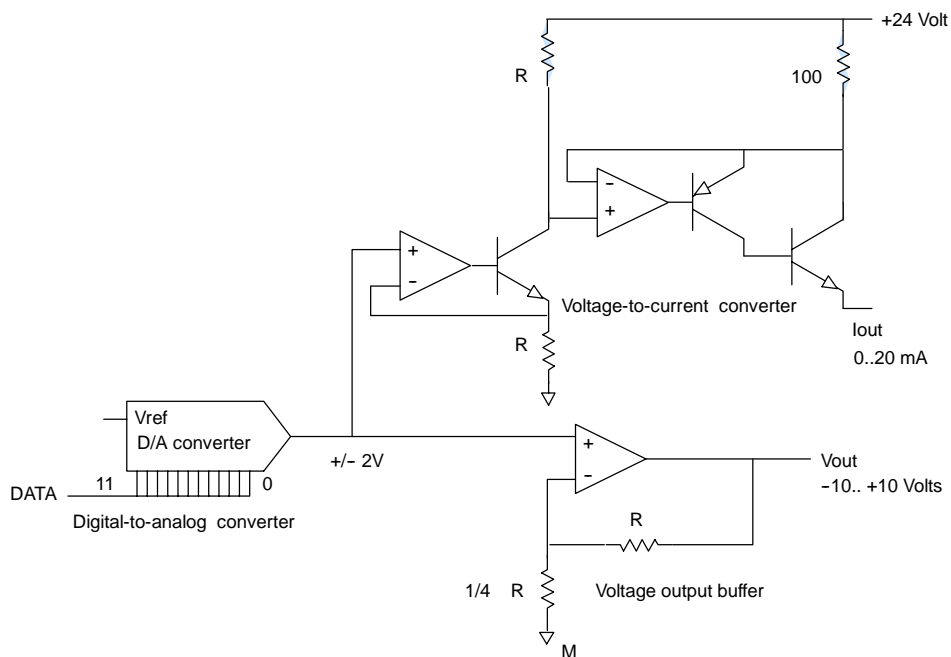 +24 Volt
R
100
-
+
+
-
Voltage-to-current converter
R
Iout
0..20 mA
Vref
D/A converter
+/- 2V
+
-
Vout
-10.. +10 Volts
11
0
DATA
Digital-to-analog converter
R
1/4 R
Voltage output buffer
M